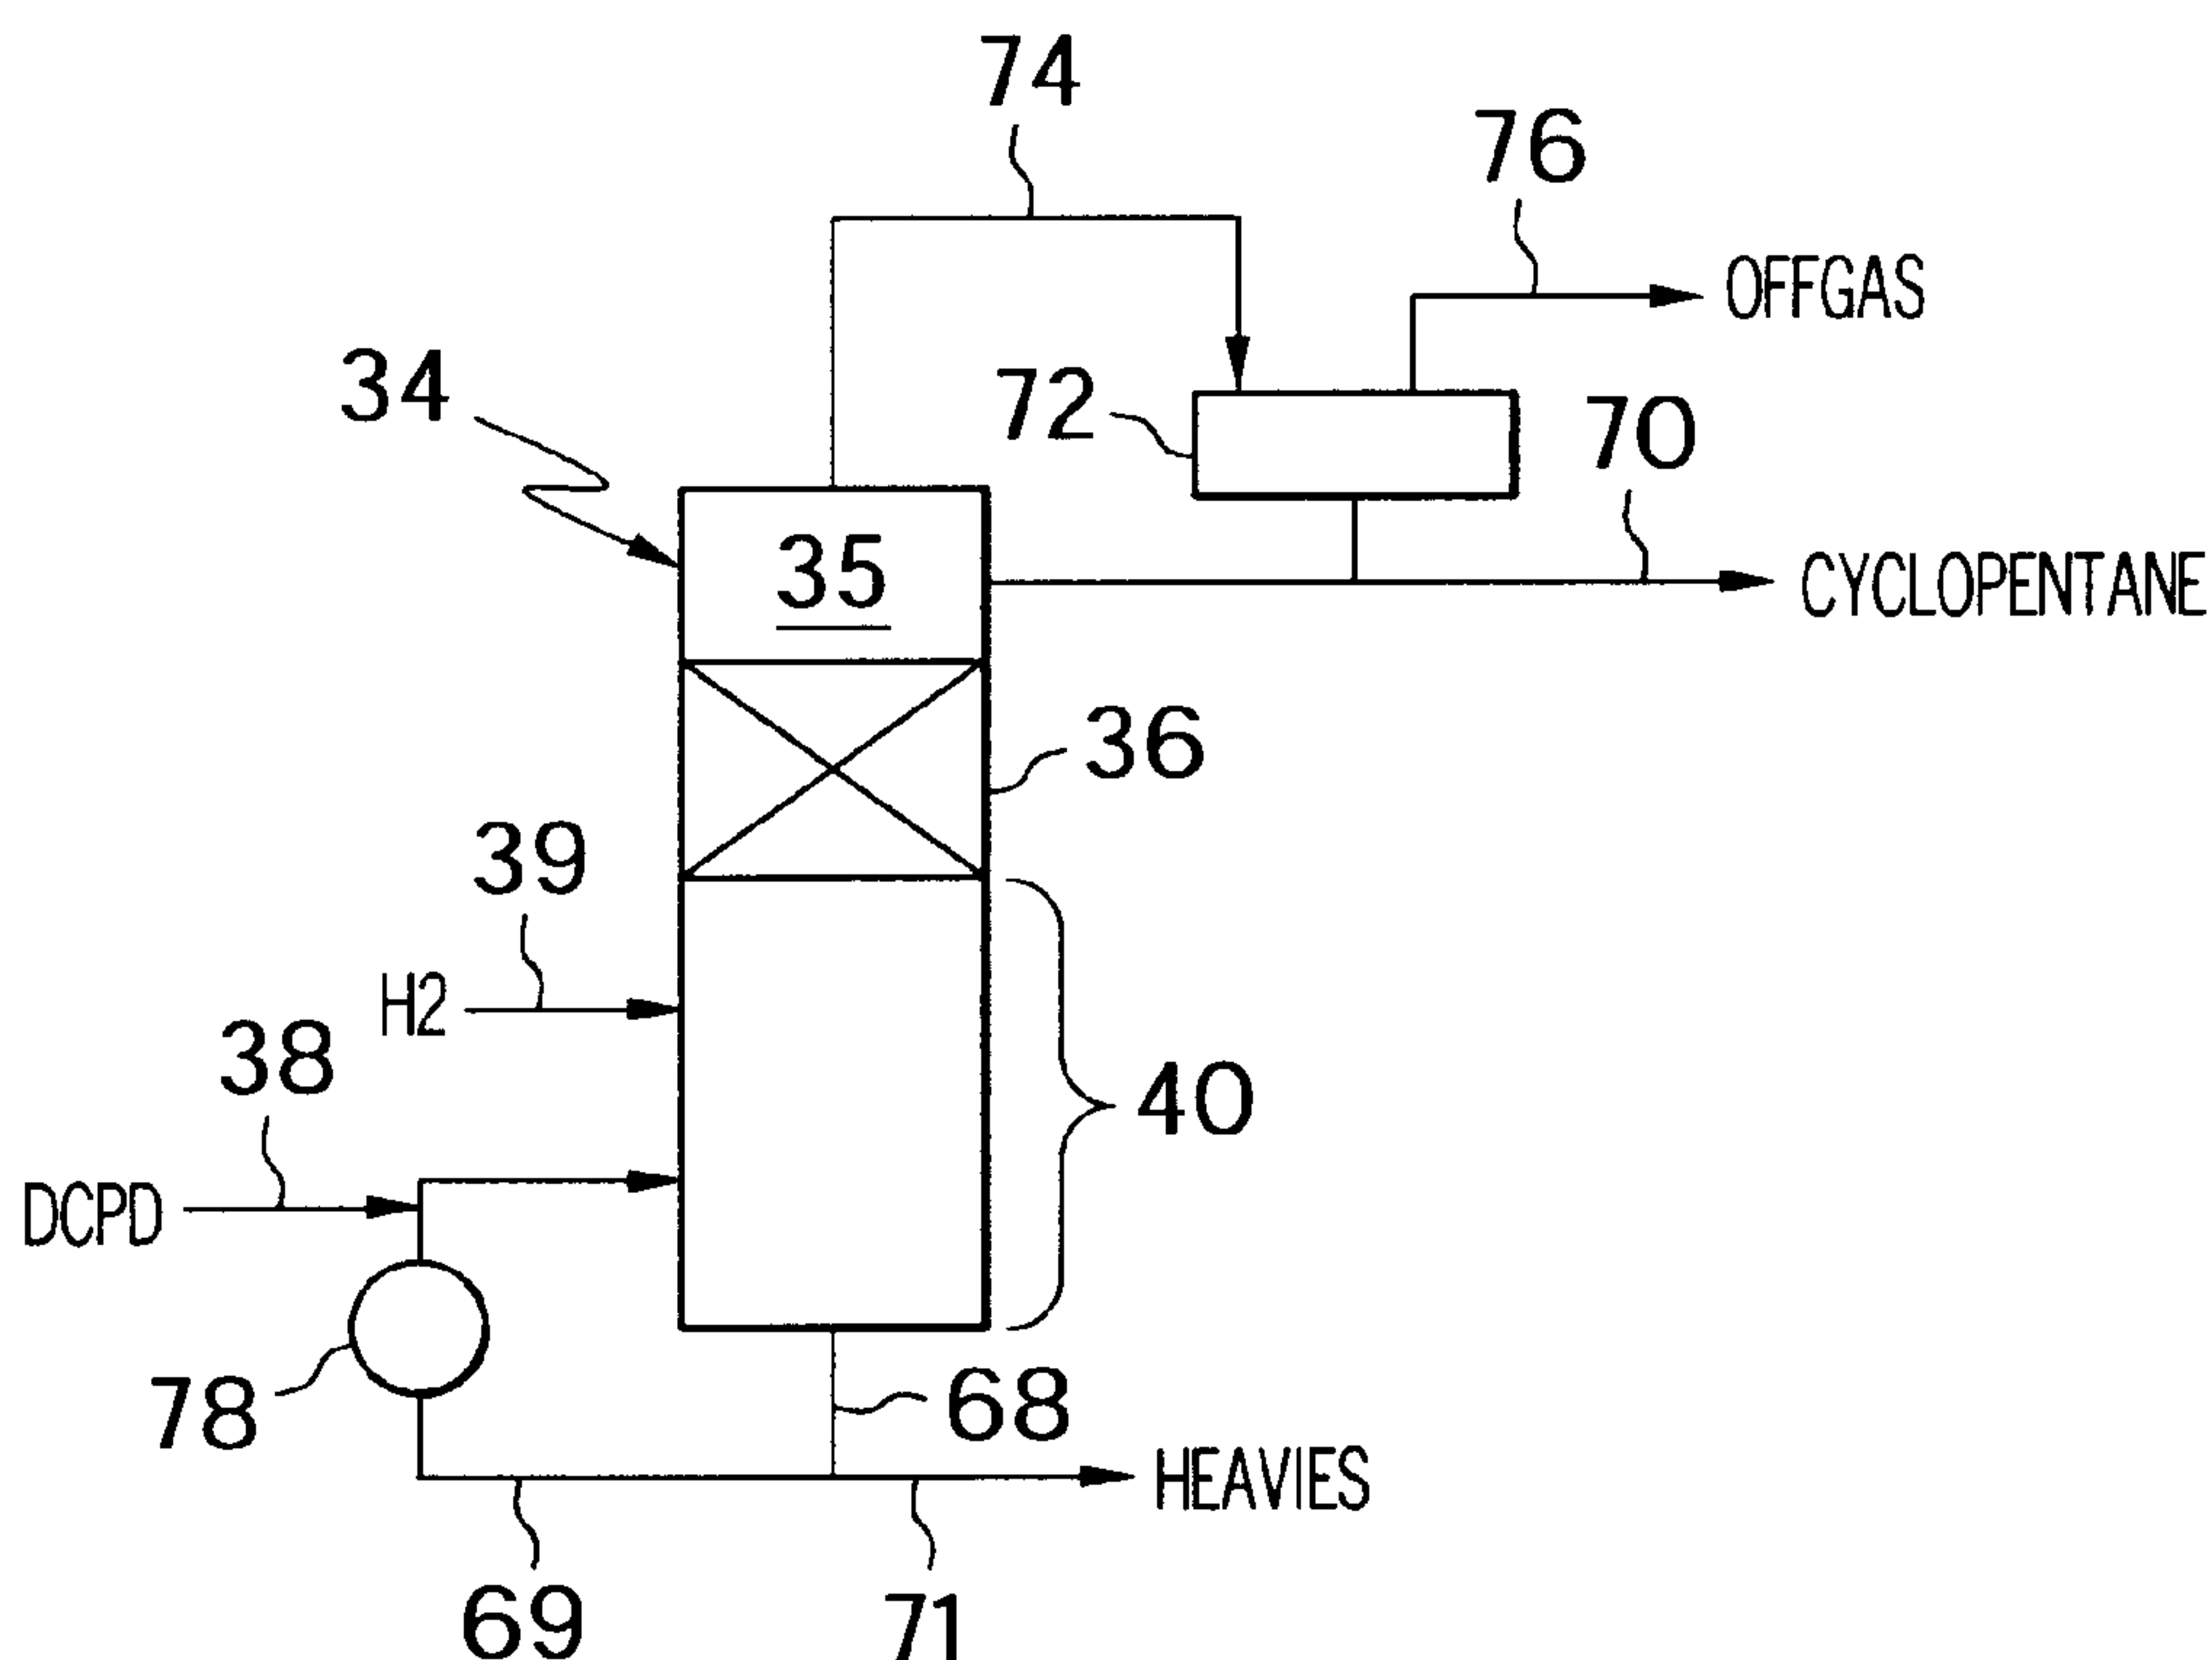 74
76
OFFGAS
34
72
70
35
CYCLOPENTANE
36
39
H2
38
40
DCPD
78
68
HEAVIES
69
71